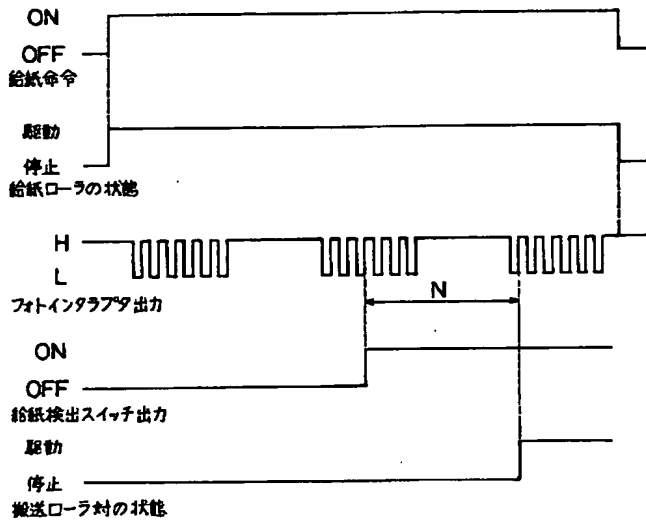 ON
OFF
給紙命令
駆動
停止
給紙ローラの状態
H
L
フォトインタラプタ出力
N
ON
OFF
給紙検出スイッチ出力
駆動
停止
搬送ローラ対の状態